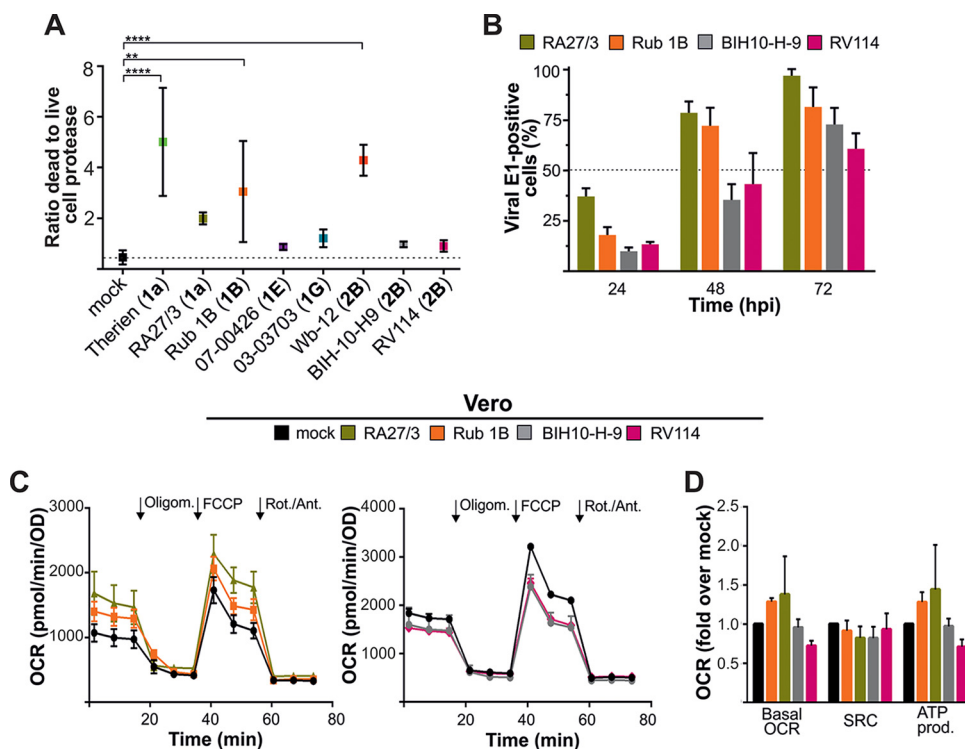 A
****
**
****
Ratio dead to live
cell protease
8
6
4
2
mock
Therien (1a)
RA27/3 (1a)
Rub 1B (1B)
07-00426 (1E)
03-03703 (1G)
Wb-12 (2B)
BIH-10-H9 (2B)
RV114 (2B)
B
RA27/3 Rub 1B BIH10-H-9 RV114
Viral E1-positive
cells (%)
100
75
50
25
24 48 72
Time (hpi)
Vero
mock RA27/3 Rub 1B BIH10-H-9 RV114
C
OCR (pmol/min/OD)
3000
2000
1000
Oligom. FCCP Rot./Ant.
0 20 40 60 80
Time (min)
OCR (pmol/min/OD)
4000
3000
2000
1000
0
Oligom. FCCP Rot./Ant.
0 20 40 60 80
Time (min)
D
OCR (fold over mock)
2.5
2.0
1.5
1.0
0.5
Basal
OCR
SRC
ATP
prod.